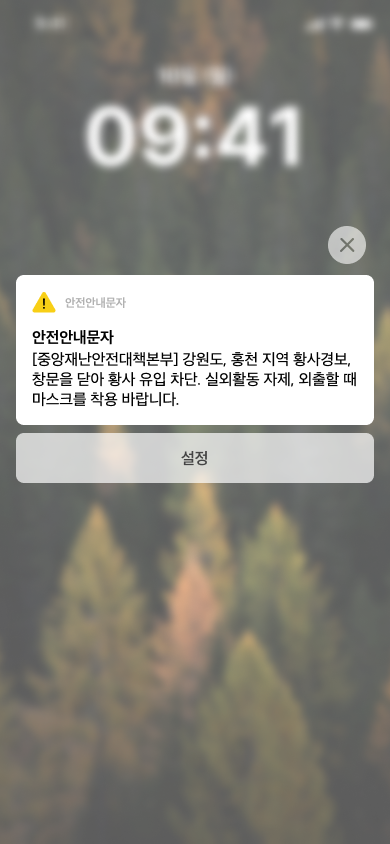 09:41
안전안내문자
안전안내문자
[중앙재난안전대책본부] 강원도, 홍천 지역 황사경보,
창문을 닫아 황사 유입 차단. 실외활동 자제, 외출할 때
마스크를 착용 바랍니다.
설정